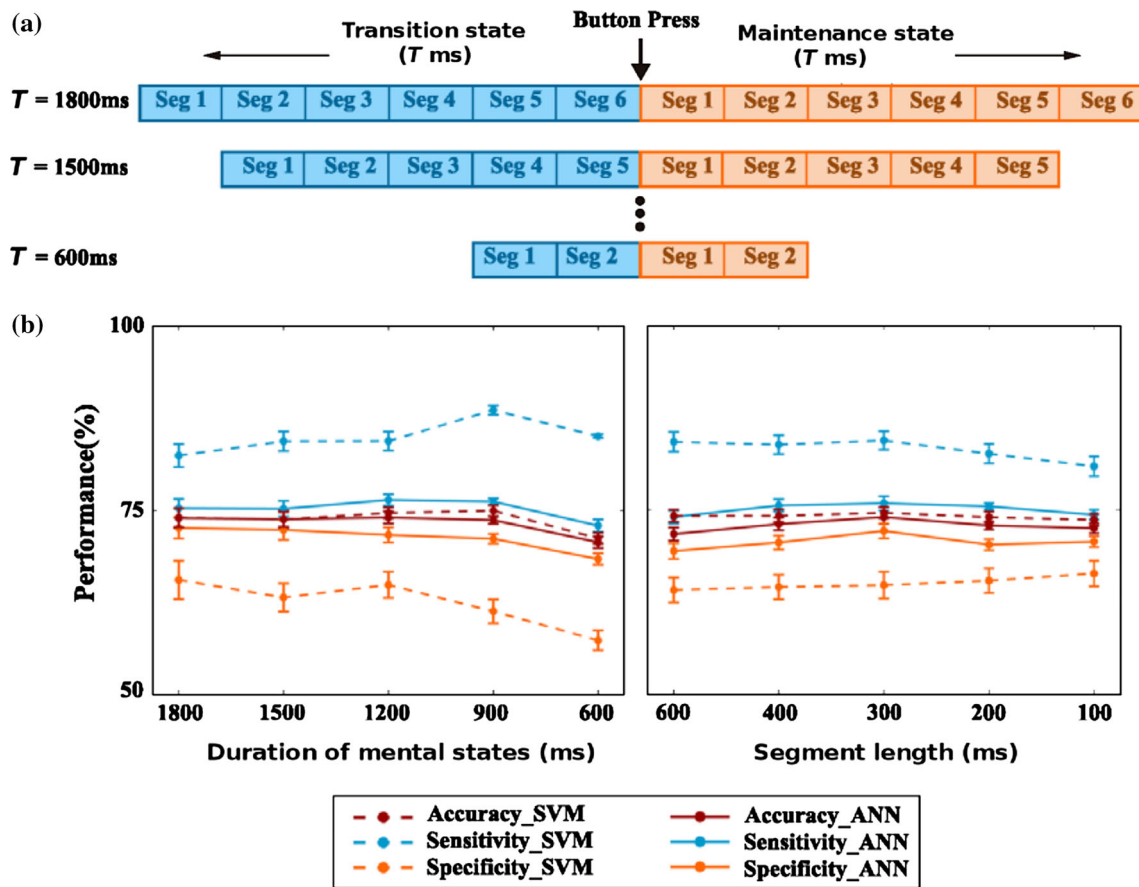 (a)
Transition state
(T ms)
Button Press
Maintenance state
(T ms)
T = 1800ms
Seg 1 Seg 2 Seg 3 Seg 4 Seg 5 Seg 6 Seg 1 Seg 2 Seg 3 Seg 4 Seg 5 Seg 6
T = 1500ms
Seg 1 Seg 2 Seg 3 Seg 4 Seg 5 Seg 1 Seg 2 Seg 3 Seg 4 Seg 5
T = 600ms
Seg 1 Seg 2 Seg 1 Seg 2
(b)
100
75
50
Performance(%)
1800 1500 1200 900 600
Duration of mental states (ms)
600 400 300 200 100
Segment length (ms)
Accuracy_SVM Accuracy_ANN
Sensitivity_SVM Sensitivity_ANN
Specificity_SVM Specificity_ANN